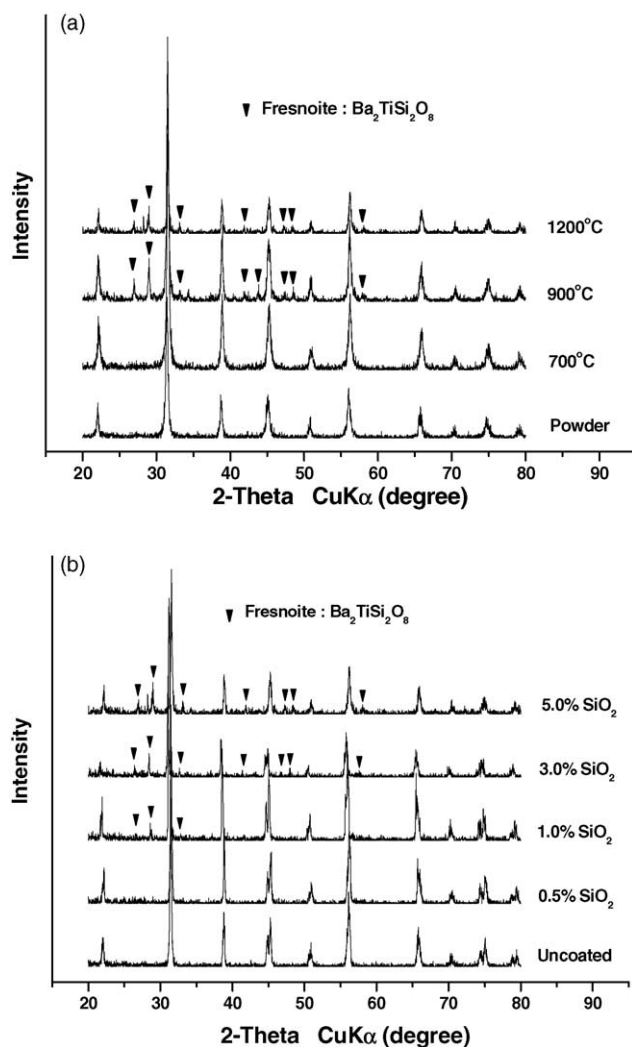 (a)
Fresnoite : Ba₂TiSi₂O₈
Intensity
1200°C
900°C
700°C
Powder
20 30 40 50 60 70 80 90
2-Theta CuKα (degree)
(b)
Fresnoite : Ba₂TiSi₂O₈
Intensity
5.0% SiO₂
3.0% SiO₂
1.0% SiO₂
0.5% SiO₂
Uncoated
20 30 40 50 60 70 80 90
2-Theta CuKα (degree)